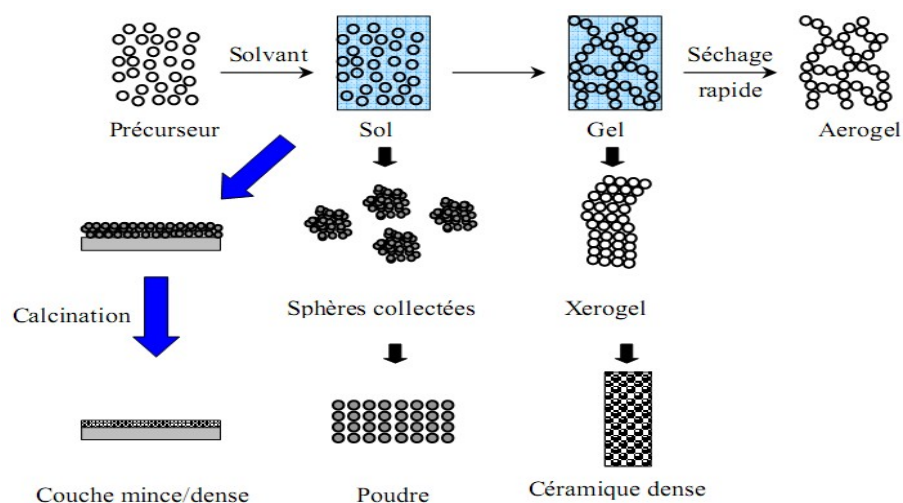 Solvant
Séchage
rapide
Précurseur
Sol
Gel
Aerogel
Calcination
Sphères collectées
Xerogel
Couche mince/dense
Poudre
Céramique dense